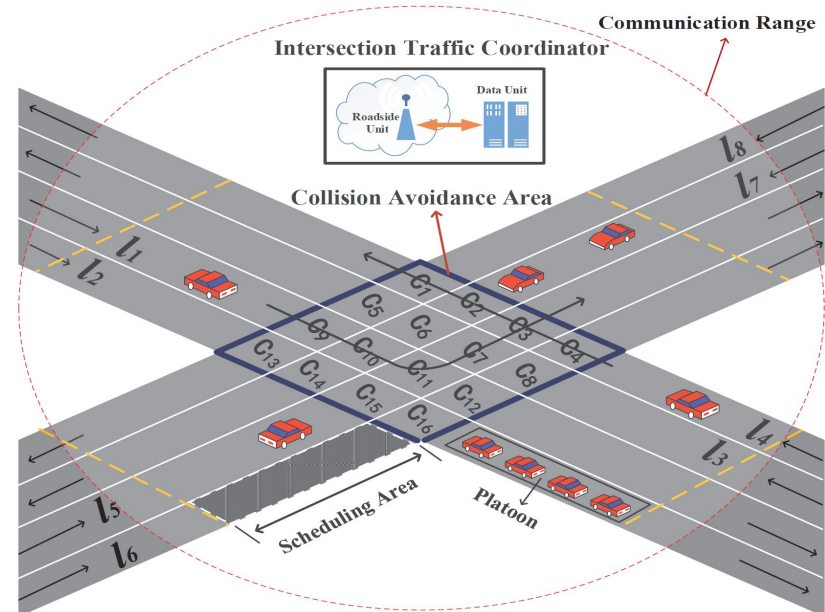 Communication Range
Intersection Traffic Coordinator
Roadside
Unit
Data Unit
Collision Avoidance Area
l8
l7
l1
l2
C1
C2
C3
C4
C5
C6
C7
C8
C9
C10
C11
C12
C13
C14
C15
C16
l4
l3
l5
l6
Scheduling Area
Platoon